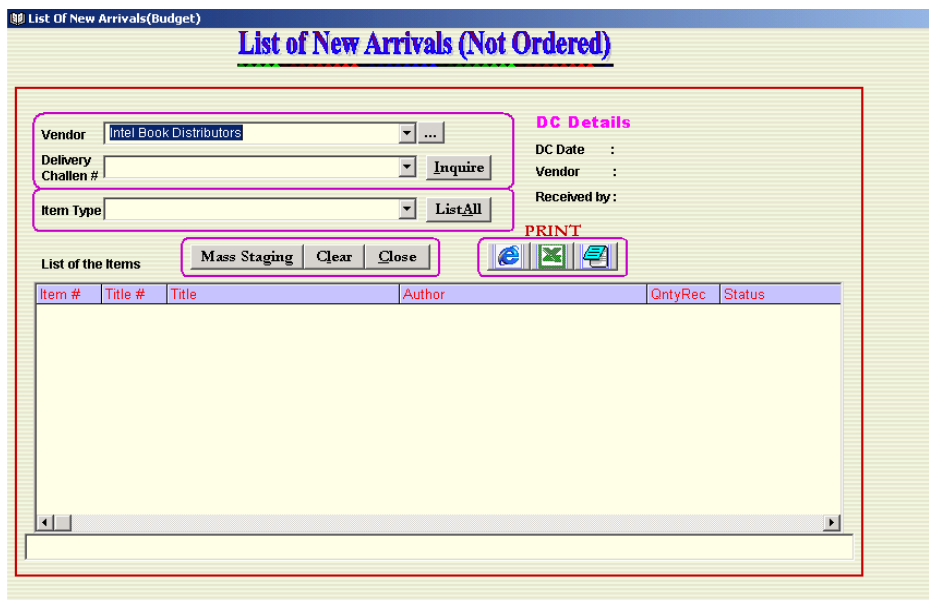 List Of New Arrivals(Budget)
List of New Arrivals (Not Ordered)
Vendor Intel Book Distributors ...
Delivery
Challen # Inquire
Item Type ListAll
DC Details
DC Date :
Vendor :
Received by :
PRINT
List of the Items Mass Staging Clear Close
Item # Title # Title Author QntyRec Status